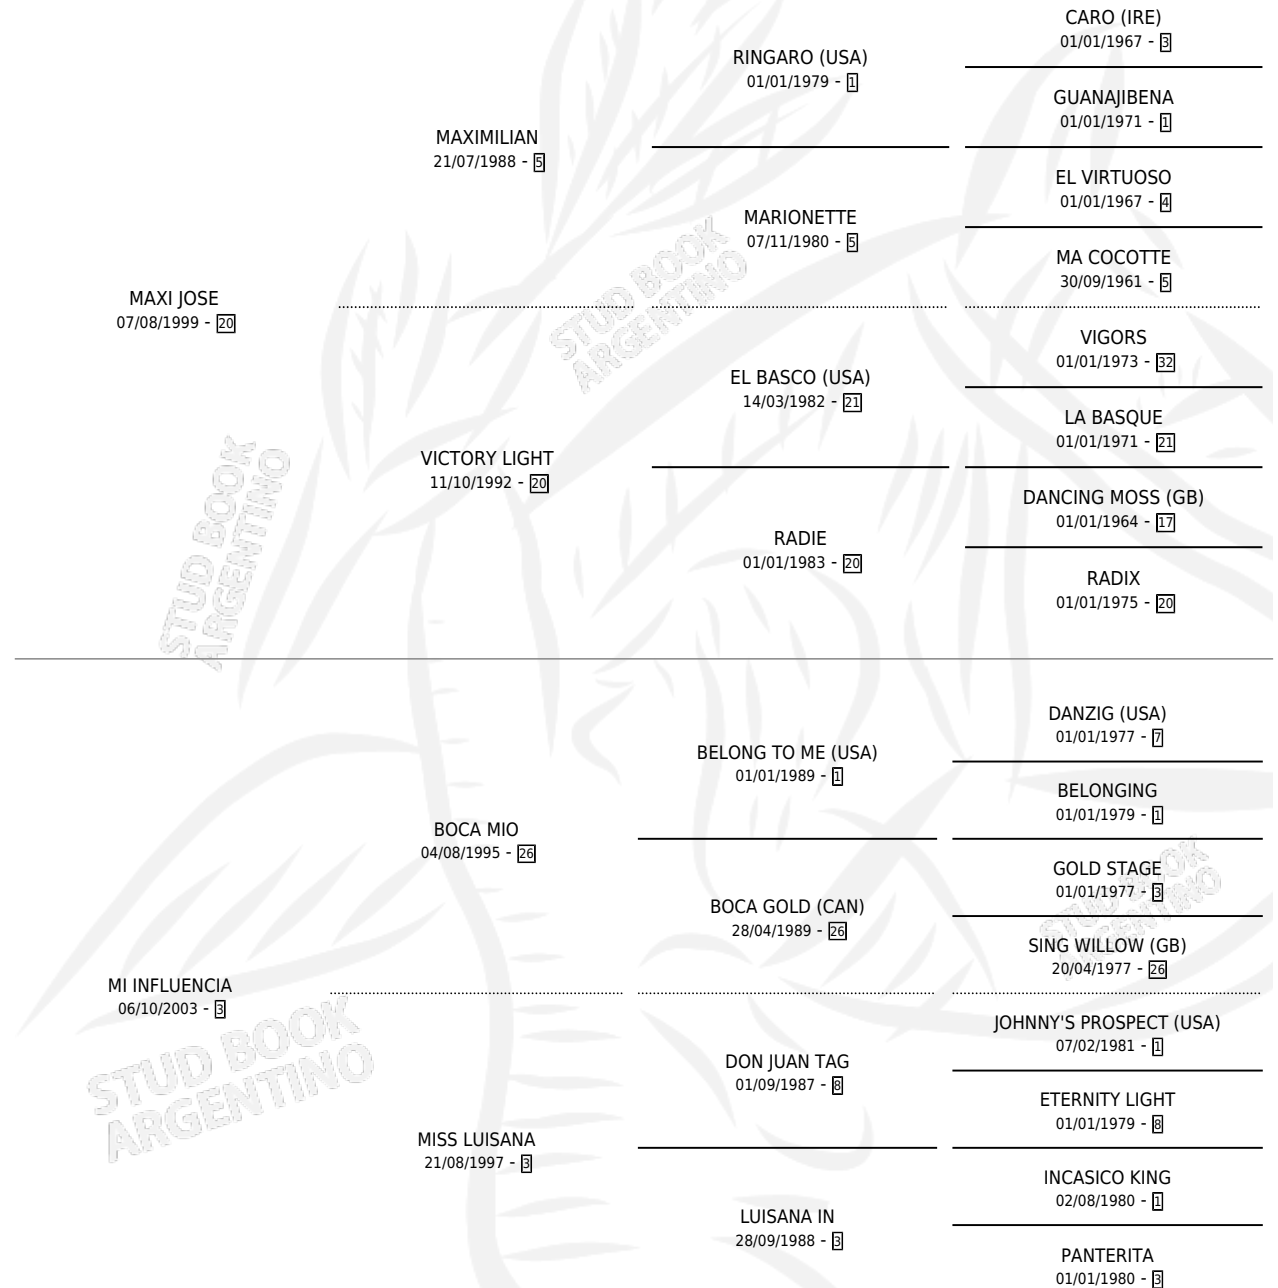 CARO (IRE)
01/01/1967 - 3
RINGARO (USA)
01/01/1979 - 1
GUANAJIBENA
01/01/1971 - 1
MAXIMILIAN
21/07/1988 - 5
EL VIRTUOSO
01/01/1967 - 4
MARIONETTE
07/11/1980 - 5
MA COCOTTE
30/09/1961 - 5
MAXI JOSE
07/08/1999 - 20
VIGORS
01/01/1973 - 32
EL BASCO (USA)
14/03/1982 - 21
LA BASQUE
01/01/1971 - 21
VICTORY LIGHT
11/10/1992 - 20
DANCING MOSS (GB)
01/01/1964 - 17
RADIE
01/01/1983 - 20
RADIX
01/01/1975 - 20
DANZIG (USA)
01/01/1977 - 7
BELONG TO ME (USA)
01/01/1989 - 1
BELONGING
01/01/1979 - 1
BOCA MIO
04/08/1995 - 26
GOLD STAGE
01/01/1977 - 3
BOCA GOLD (CAN)
28/04/1989 - 26
SING WILLOW (GB)
20/04/1977 - 26
MI INFLUENCIA
06/10/2003 - 3
JOHNNY'S PROSPECT (USA)
07/02/1981 - 1
DON JUAN TAG
01/09/1987 - 8
ETERNITY LIGHT
01/01/1979 - 8
MISS LUISANA
21/08/1997 - 3
INCASICO KING
02/08/1980 - 1
LUISANA IN
28/09/1988 - 3
PANTERITA
01/01/1980 - 3
STUD BOOK
ARGENTINO
STUD BOOK
ARGENTINO
STUD BOOK
ARGENTINO
STUD BOOK
ARGENTINO